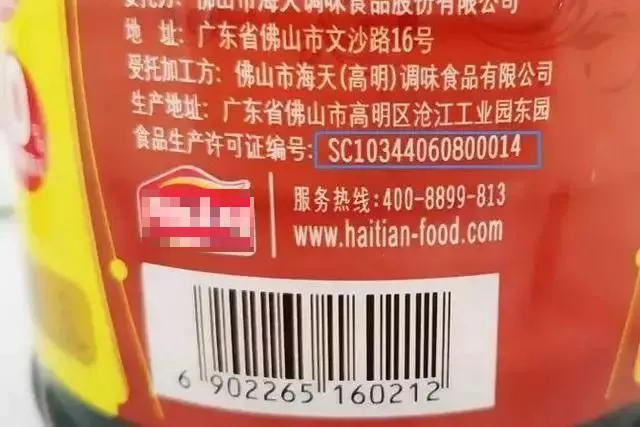 委托方：佛山市海天调味食品股份有限公司
地 址：广东省佛山市文沙路16号
受托加工方：佛山市海天(高明)调味食品有限公司
生产地址：广东省佛山市高明区沧江工业园东园
食品生产许可证编号：SC10344060800014
服务热线：400-8899-813
www.haitian-food.com
6 902265 160212